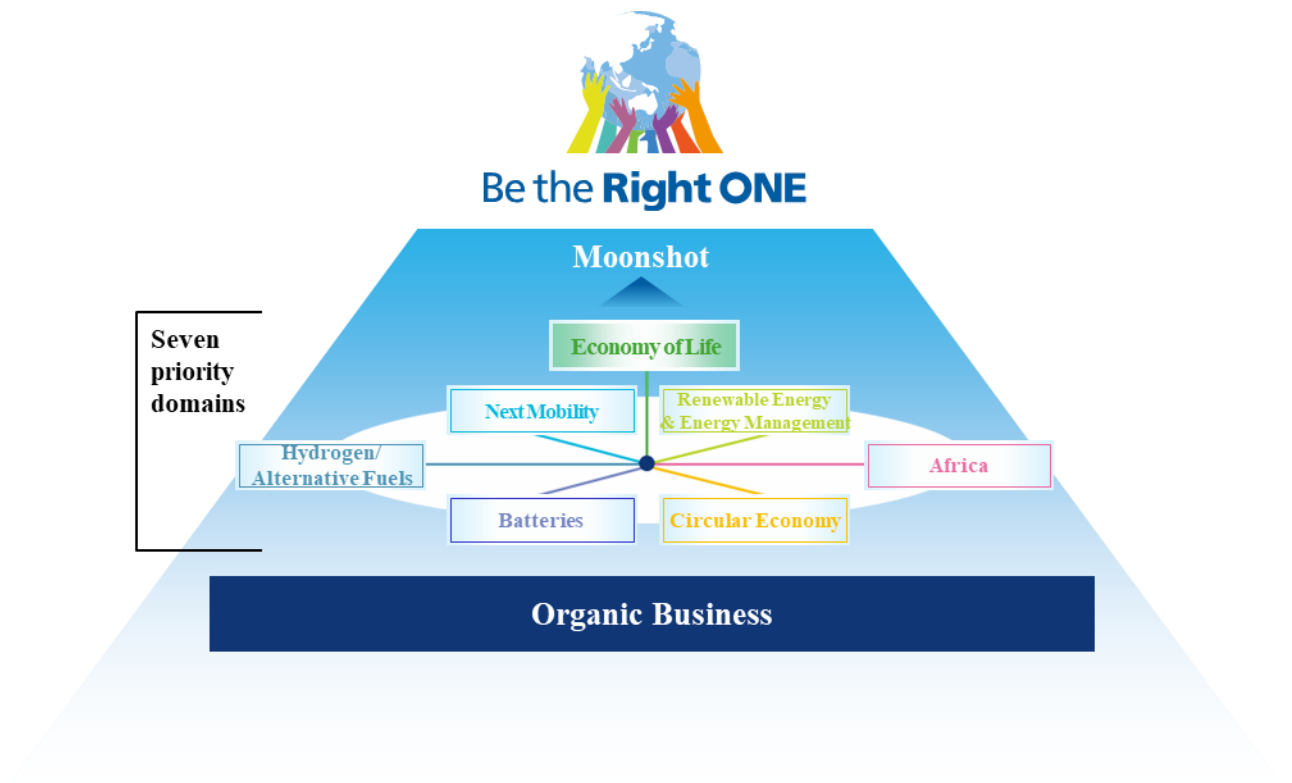 Be the Right ONE
Moonshot
Seven
priority
domains
Economy of Life
Next Mobility
Renewable Energy
& Energy Management
Hydrogen/
Alternative Fuels
Africa
Batteries
Circular Economy
Organic Business